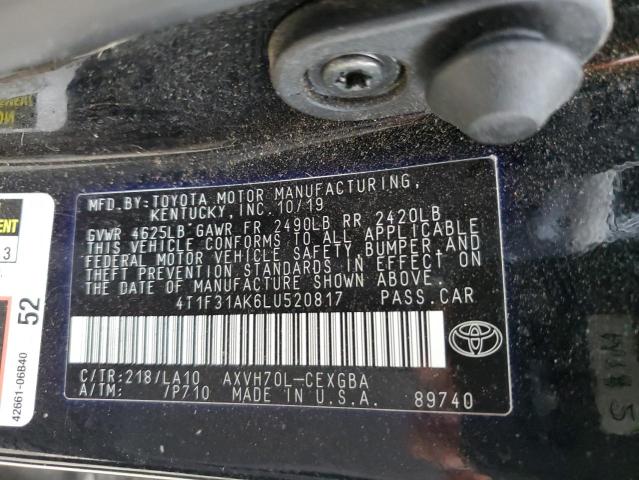 MFD. BY: TOYOTA MOTOR MANUFACTURING,
KENTUCKY, INC. 10/19
GVWR 4625LB GAWR FR 2490LB RR 2420LB
THIS VEHICLE CONFORMS TO ALL APPLICABLE
FEDERAL MOTOR VEHICLE SAFETY, BUMPER AND
THEFT PREVENTION STANDARDS IN EFFECT ON
THE DATE OF MANUFACTURE SHOWN ABOVE.
4T1F31AK6LU520817 PASS.CAR
C/TR:218/LA10 AXVH70L-CEXGBA
A/TM: /P710 MADE IN U.S.A. 89740
52
42661-06B40